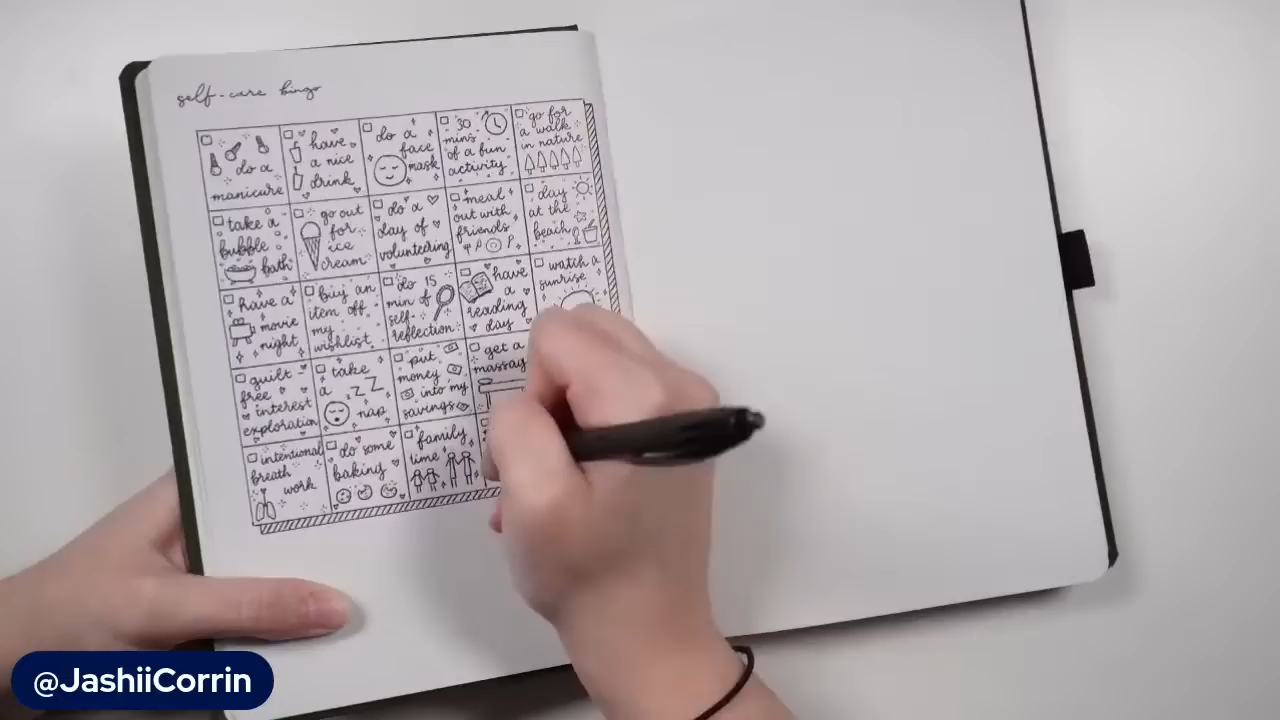 self-care bingo
do a
manicure
have
a nice
drink
do a
face
mask
30
mins
of a fun
activity
go for
a walk
in nature
take a
bubble
bath
go out
for
ice
cream
do a
day of
volunteering
meal
out with
friends
day
at the
beach
have a
movie
night
buy an
item off
my
wishlist
do 15
min of
self-
reflection
have
a
reading
day
watch a
sunrise
guilt
free
interest
exploration
take
a
zZZ
nap
put
money
into my
savings
get a
massag
intentional
breath
work
do some
baking
family
time
@JashiiCorrin